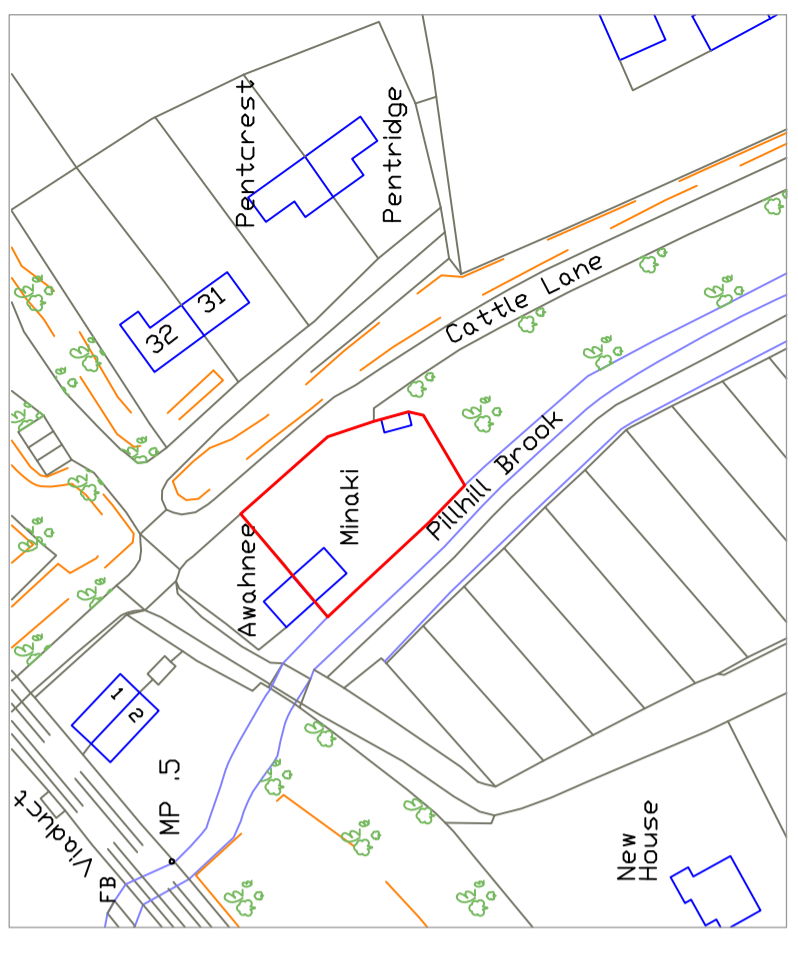 Pentcrest
Pentridge
31
32
Cattle Lane
Minaki
Awahnee
Pillhill Brook
1
2
MP .5
Viaduct
FB
New
House